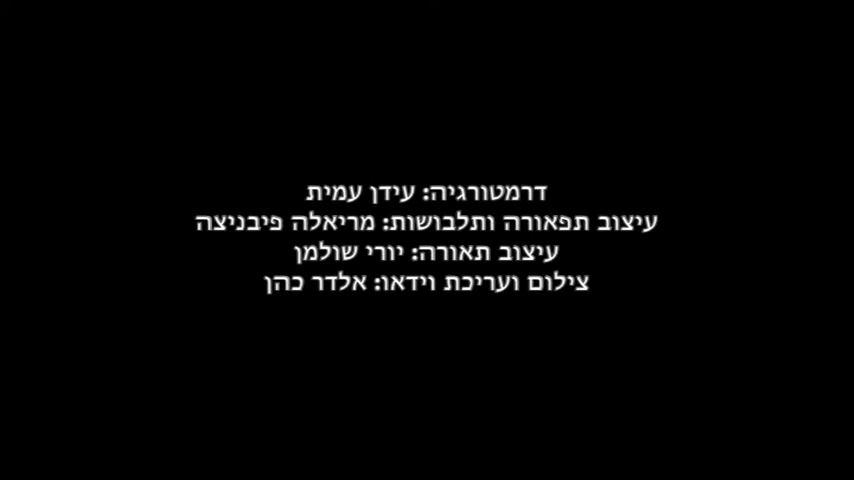 דרמטורגיה: עידן עמית
עיצוב תפאורה ותלבושות: מריאלה פיבניצה
עיצוב תאורה: יורי שולמן
צילום ועריכת וידאו: אלדר כהן